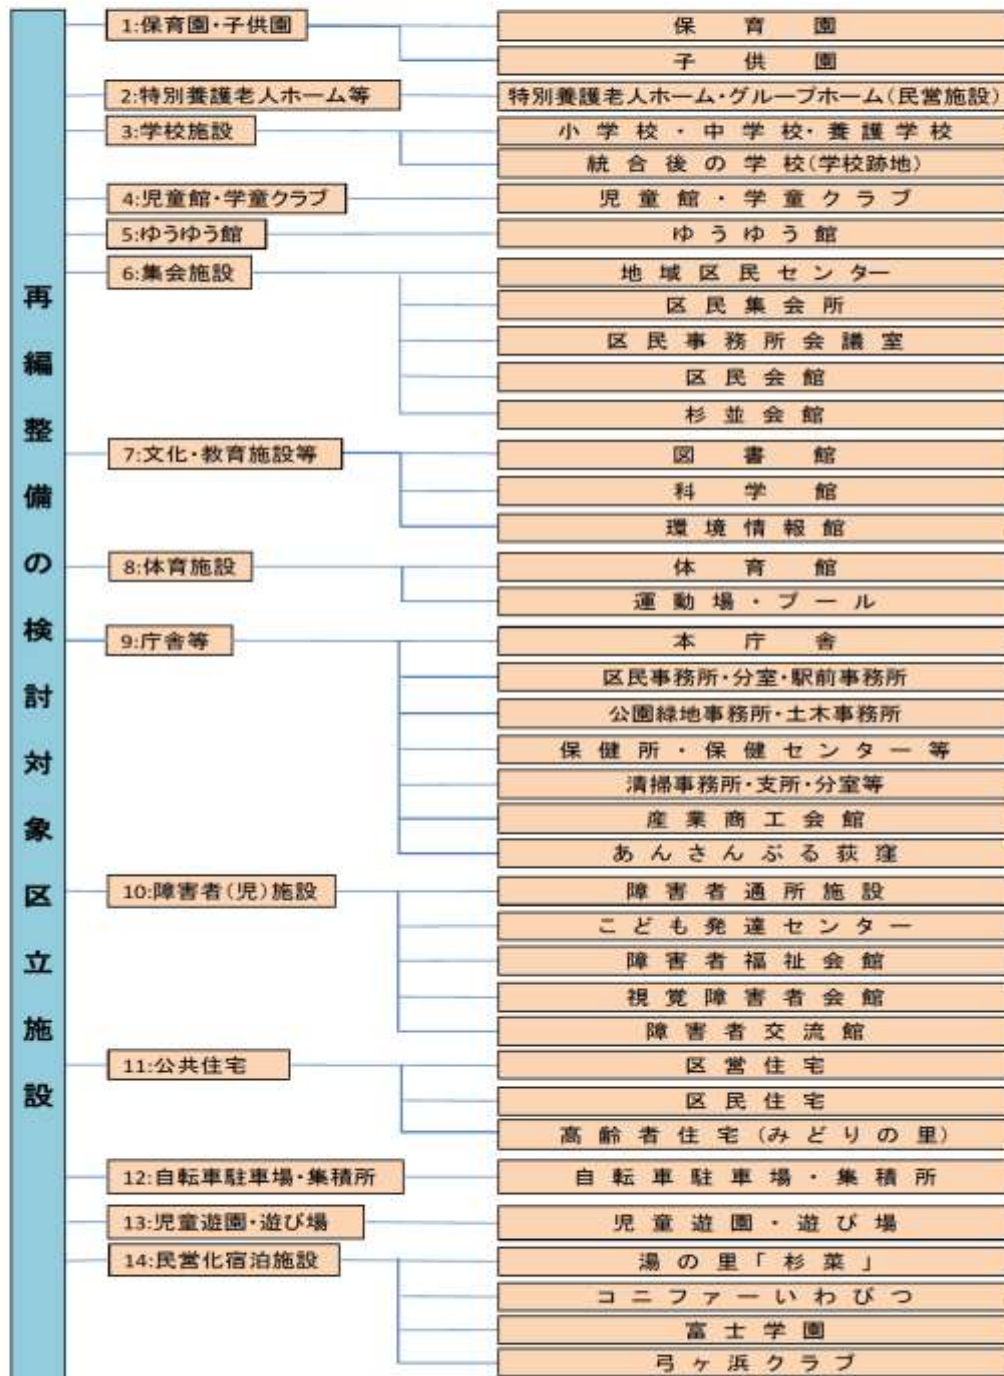 再編整備の検討対象区立施設
1:保育園・子供園
保育園
子供園
2:特別養護老人ホーム等
特別養護老人ホーム・グループホーム(民営施設)
3:学校施設
小学校・中学校・養護学校
統合後の学校(学校跡地)
4:児童館・学童クラブ
児童館・学童クラブ
5:ゆうゆう館
ゆうゆう館
6:集会施設
地域区民センター
区民集会所
区民事務所会議室
区民会館
杉並会館
7:文化・教育施設等
図書館
科学館
環境情報館
8:体育施設
体育館
運動場・プール
9:庁舎等
本庁舎
区民事務所・分室・駅前事務所
公園緑地事務所・土木事務所
保健所・保健センター等
清掃事務所・支所・分室等
産業商工会館
あんさんぶる荻窪
10:障害者(児)施設
障害者通所施設
こども発達センター
障害者福祉会館
視覚障害者会館
障害者交流館
11:公共住宅
区営住宅
区民住宅
高齢者住宅(みどりの里)
12:自転車駐車場・集積所
自転車駐車場・集積所
13:児童遊園・遊び場
児童遊園・遊び場
14:民営化宿泊施設
湯の里「杉菜」
コニファーいわびつ
富士学園
弓ヶ浜クラブ